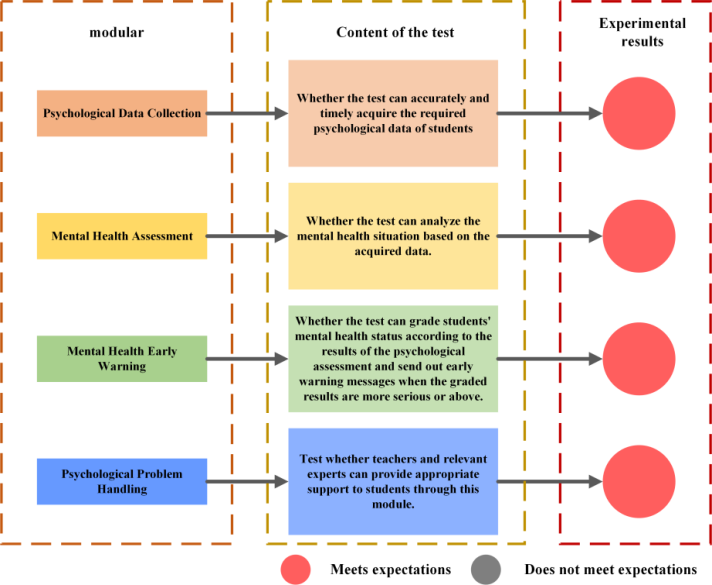 modular
Content of the test
Experimental
results
Psychological Data Collection
Whether the test can accurately and
timely acquire the required
psychological data of students
Mental Health Assessment
Whether the test can analyze the
mental health situation based on the
acquired data.
Mental Health Early
Warning
Whether the test can grade students'
mental health status according to the
results of the psychological
assessment and send out early
warning messages when the graded
results are more serious or above.
Psychological Problem
Handling
Test whether teachers and relevant
experts can provide appropriate
support to students through this
module.
Meets expectations
Does not meet expectations